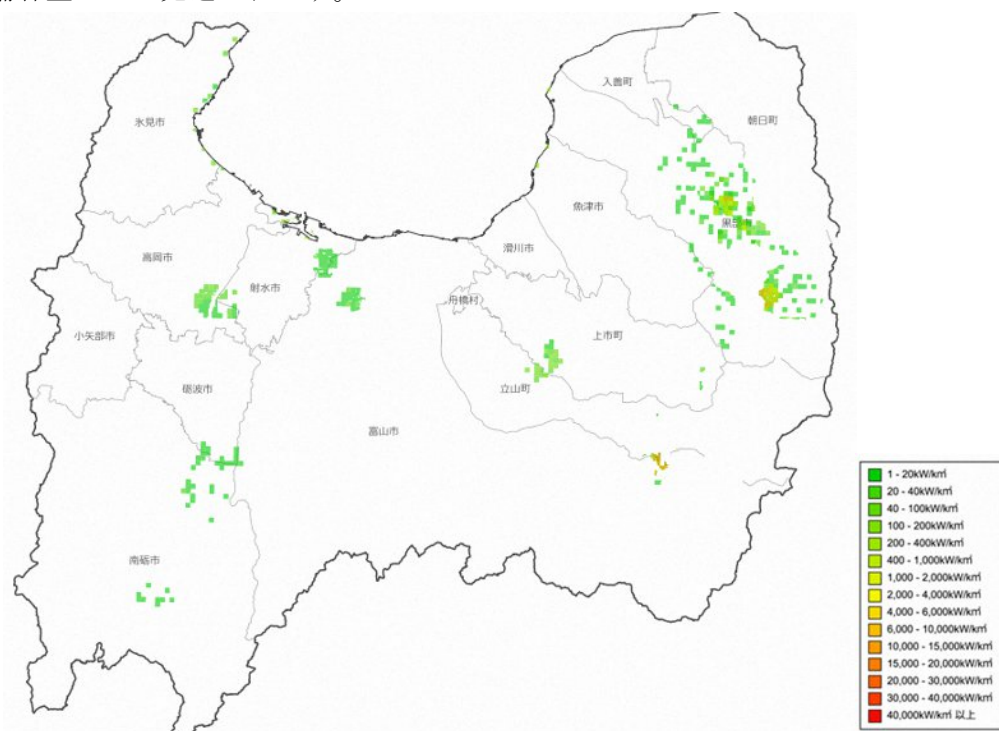 入善町
朝日町
氷見市
魚津市
黒部市
滑川市
高岡市
射水市
舟橋村
上市町
小矢部市
砺波市
立山町
富山市
南砺市
1 - 20kW/k㎡
20 - 40kW/k㎡
40 - 100kW/k㎡
100 - 200kW/k㎡
200 - 400kW/k㎡
400 - 1,000kW/k㎡
1,000 - 2,000kW/k㎡
2,000 - 4,000kW/k㎡
4,000 - 6,000kW/k㎡
6,000 - 10,000kW/k㎡
10,000 - 15,000kW/k㎡
15,000 - 20,000kW/k㎡
20,000 - 30,000kW/k㎡
30,000 - 40,000kW/k㎡
40,000kW/k㎡ 以上